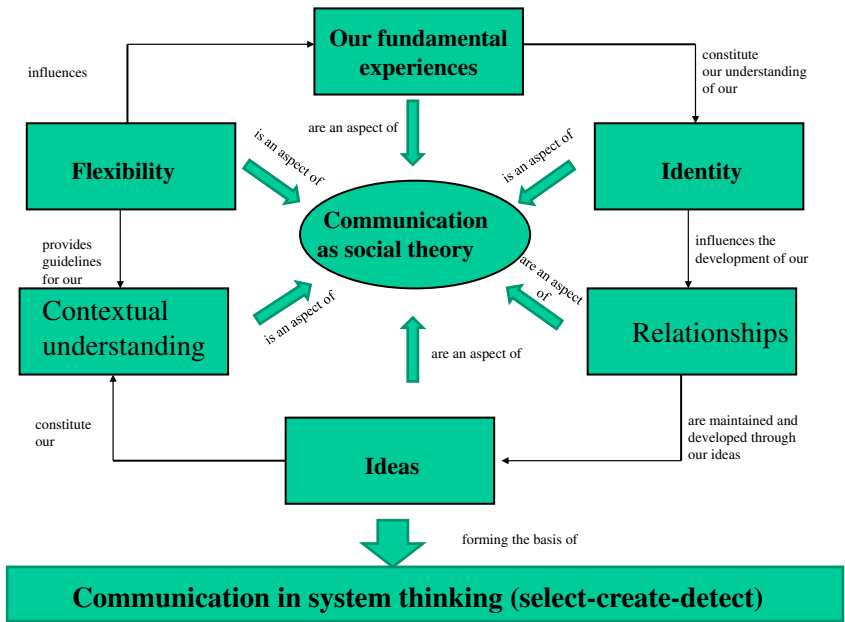 Our fundamental
experiences
influences
constitute
our understanding
of our
are an aspect of
is an aspect of
is an aspect of
Flexibility
Identity
Communication
as social theory
provides
guidelines
for our
influences the
development of our
are an aspect
of
is an aspect of
Contextual
understanding
Relationships
are an aspect of
constitute
our
are maintained and
developed through
our ideas
Ideas
forming the basis of
Communication in system thinking (select-create-detect)